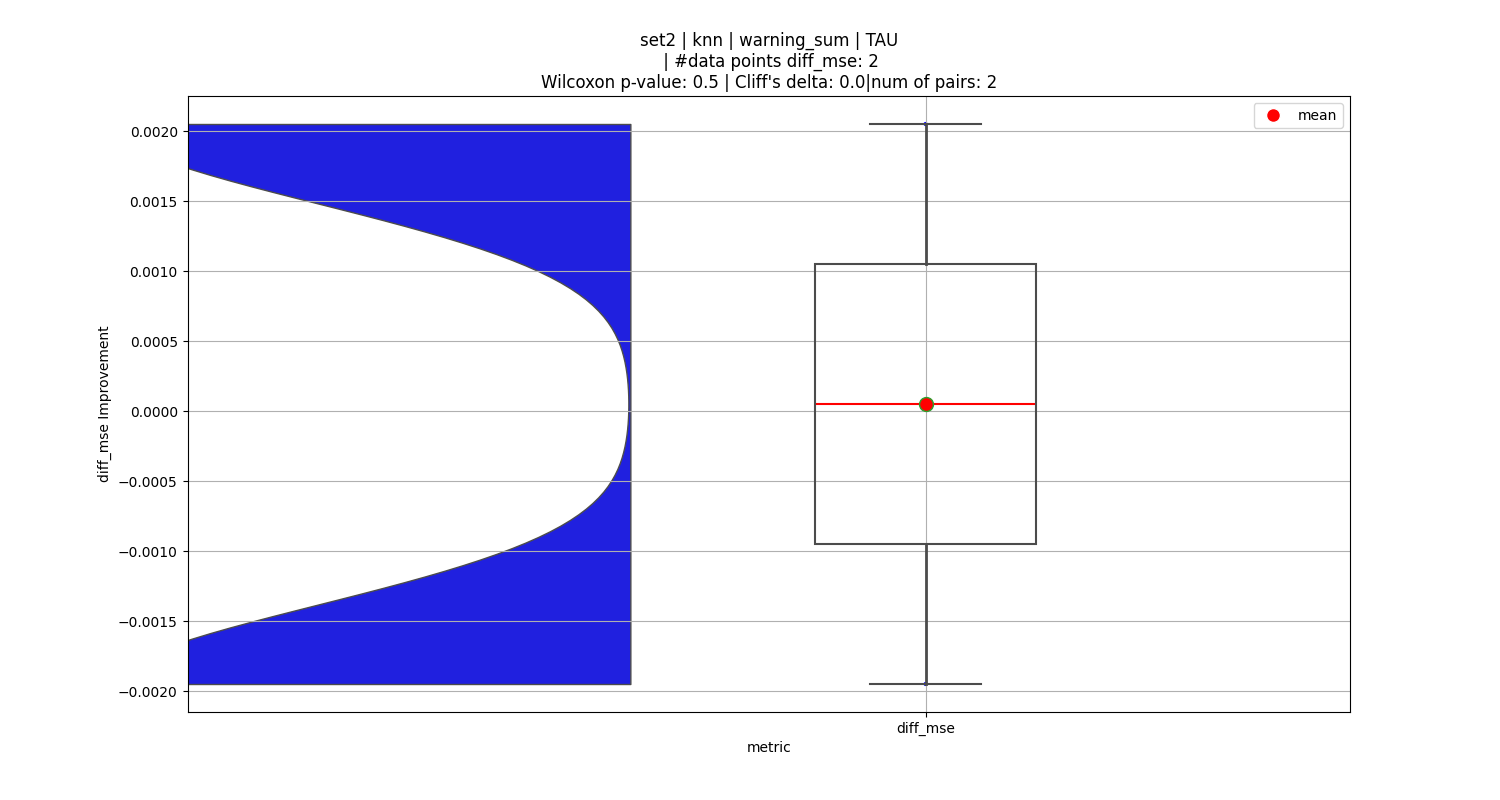 set2 | knn | warning_sum | TAU
| #data points diff_mse: 2
Wilcoxon p-value: 0.5 | Cliff's delta: 0.0|num of pairs: 2
mean
0.0020
0.0015
0.0010
0.0005
0.0000
−0.0005
−0.0010
−0.0015
−0.0020
diff_mse Improvement
diff_mse
metric